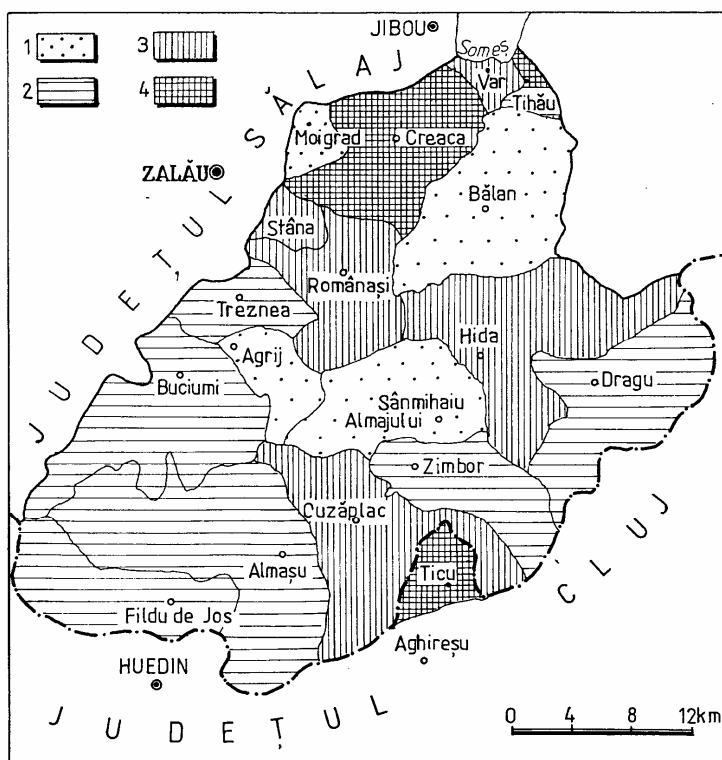 1
2
3
4
JIBOU
Someș
JUDEȚUL SĂLAJ
Var
Tihău
Moigrad
Creaca
ZALĂU
Bălan
Stâna
Românași
Treznea
Hida
Agrij
Buciumi
Dragu
Sânmihaiu
Almajului
Zimbor
Cuzăplac
Almașu
Ticu
Fildu de Jos
Aghireșu
HUEDIN
JUDEȚUL CLUJ
0 4 8 12km